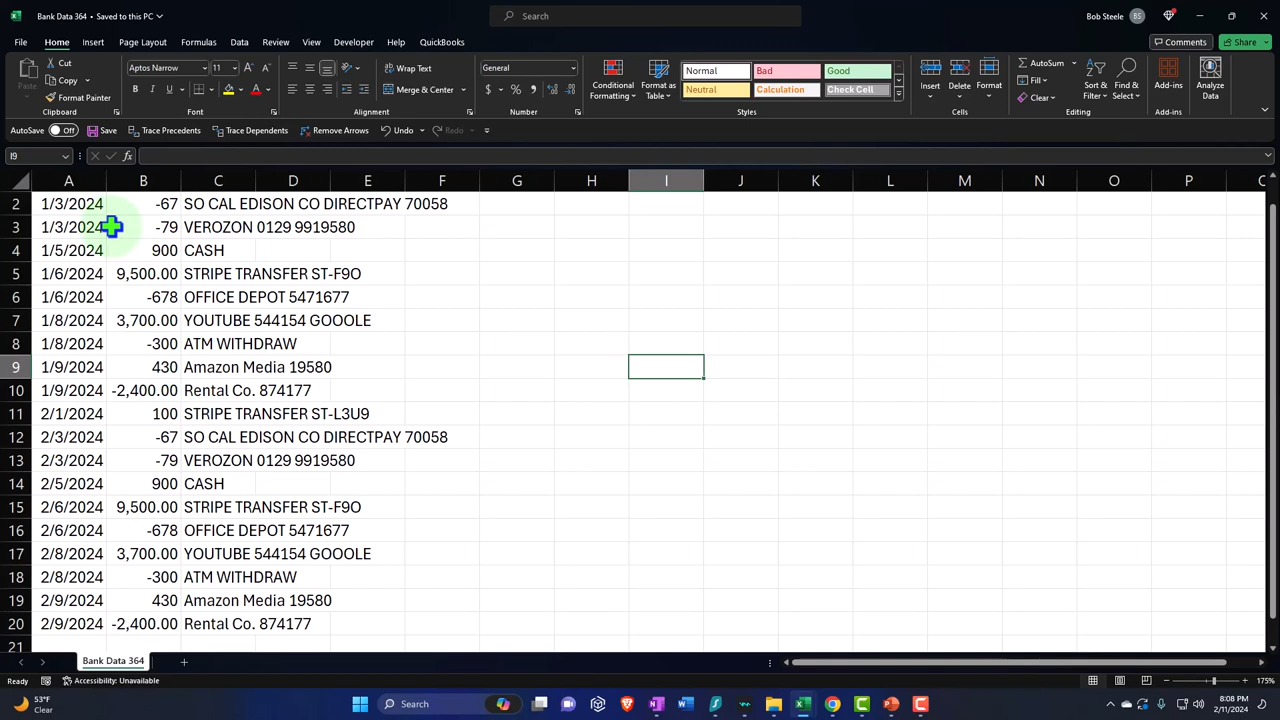 Bank Data 364 • Saved to this PC
Search
Bob Steele BS
File Home Insert Page Layout Formulas Data Review View Developer Help QuickBooks Comments Share
Paste Cut Copy Format Painter Clipboard
Aptos Narrow 11 B I U A Font
Wrap Text Merge & Center Alignment
General $ % Number
Conditional Formatting Format as Table Normal Bad Good Neutral Calculation Check Cell Styles
Insert Delete Format Cells
AutoSum Fill Clear Sort & Filter Find & Select Editing
Add-ins Add-ins Analyze Data
AutoSave Off Save Trace Precedents Trace Dependents Remove Arrows Undo Redo
I9 fx
A B C D E F G H I J K L M N O P Q
2 1/3/2024 -67 SO CAL EDISON CO DIRECTPAY 70058
3 1/3/2024 -79 VEROZON 0129 9919580
4 1/5/2024 900 CASH
5 1/6/2024 9,500.00 STRIPE TRANSFER ST-F9O
6 1/6/2024 -678 OFFICE DEPOT 5471677
7 1/8/2024 3,700.00 YOUTUBE 544154 GOOOLE
8 1/8/2024 -300 ATM WITHDRAW
9 1/9/2024 430 Amazon Media 19580
10 1/9/2024 -2,400.00 Rental Co. 874177
11 2/1/2024 100 STRIPE TRANSFER ST-L3U9
12 2/3/2024 -67 SO CAL EDISON CO DIRECTPAY 70058
13 2/3/2024 -79 VEROZON 0129 9919580
14 2/5/2024 900 CASH
15 2/6/2024 9,500.00 STRIPE TRANSFER ST-F9O
16 2/6/2024 -678 OFFICE DEPOT 5471677
17 2/8/2024 3,700.00 YOUTUBE 544154 GOOOLE
18 2/8/2024 -300 ATM WITHDRAW
19 2/9/2024 430 Amazon Media 19580
20 2/9/2024 -2,400.00 Rental Co. 874177
21
Bank Data 364
Ready Accessibility: Unavailable 175%
53°F
Clear
Search
8:08 PM
2/11/2024